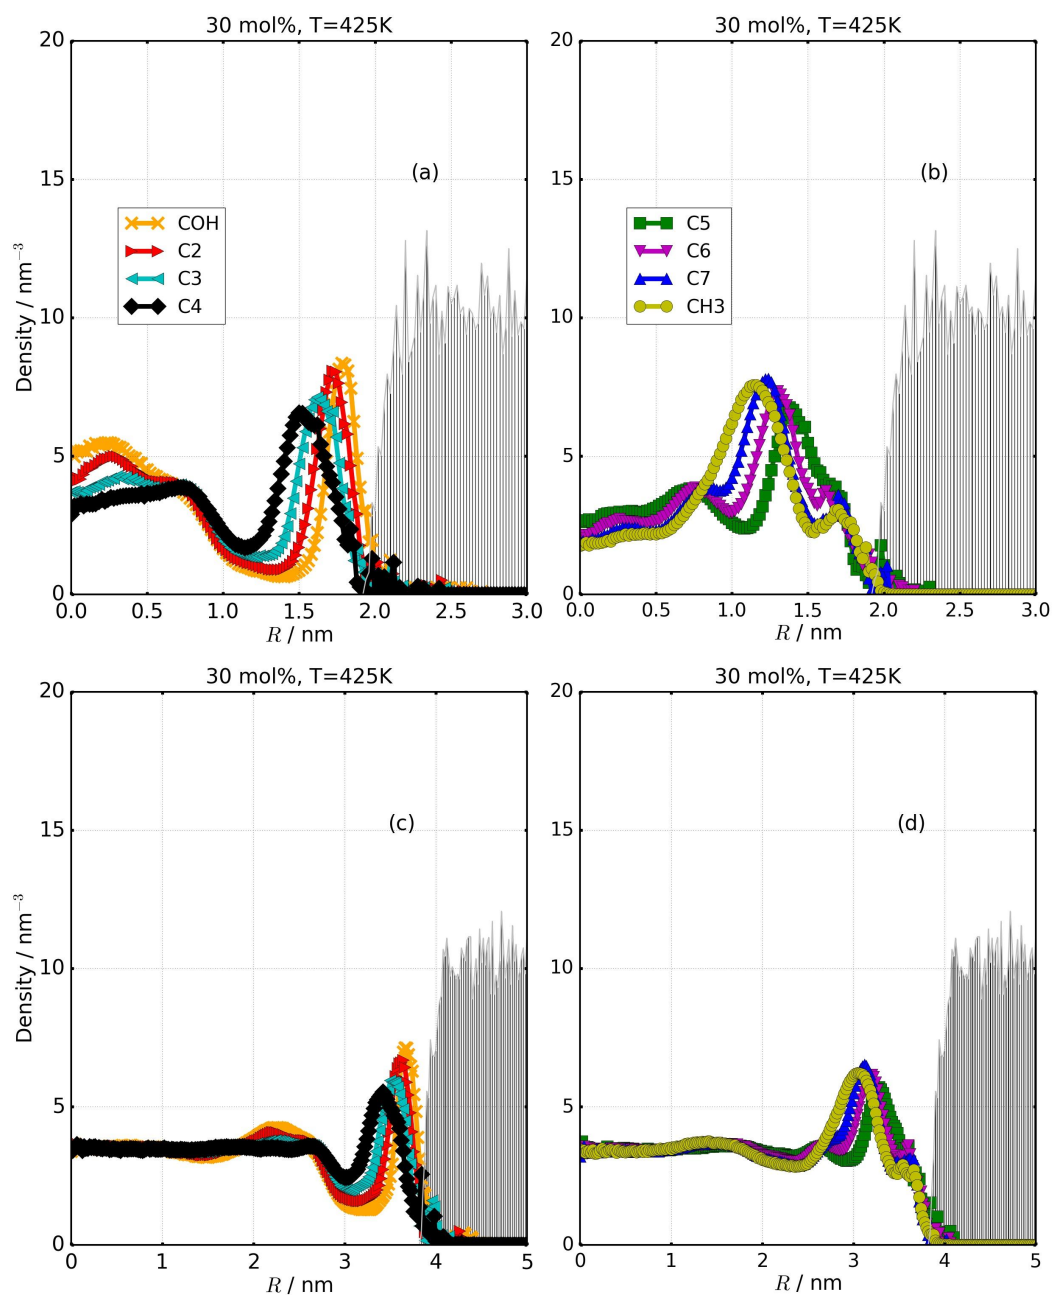 30 mol%, T=425K
20
15
10
5
0
Density / nm⁻³
(a)
COH
C2
C3
C4
0.0 0.5 1.0 1.5 2.0 2.5 3.0
R / nm
30 mol%, T=425K
20
15
10
5
0
(b)
C5
C6
C7
CH3
0.0 0.5 1.0 1.5 2.0 2.5 3.0
R / nm
30 mol%, T=425K
20
15
10
5
0
Density / nm⁻³
(c)
0 1 2 3 4 5
R / nm
30 mol%, T=425K
20
15
10
5
0
(d)
0 1 2 3 4 5
R / nm